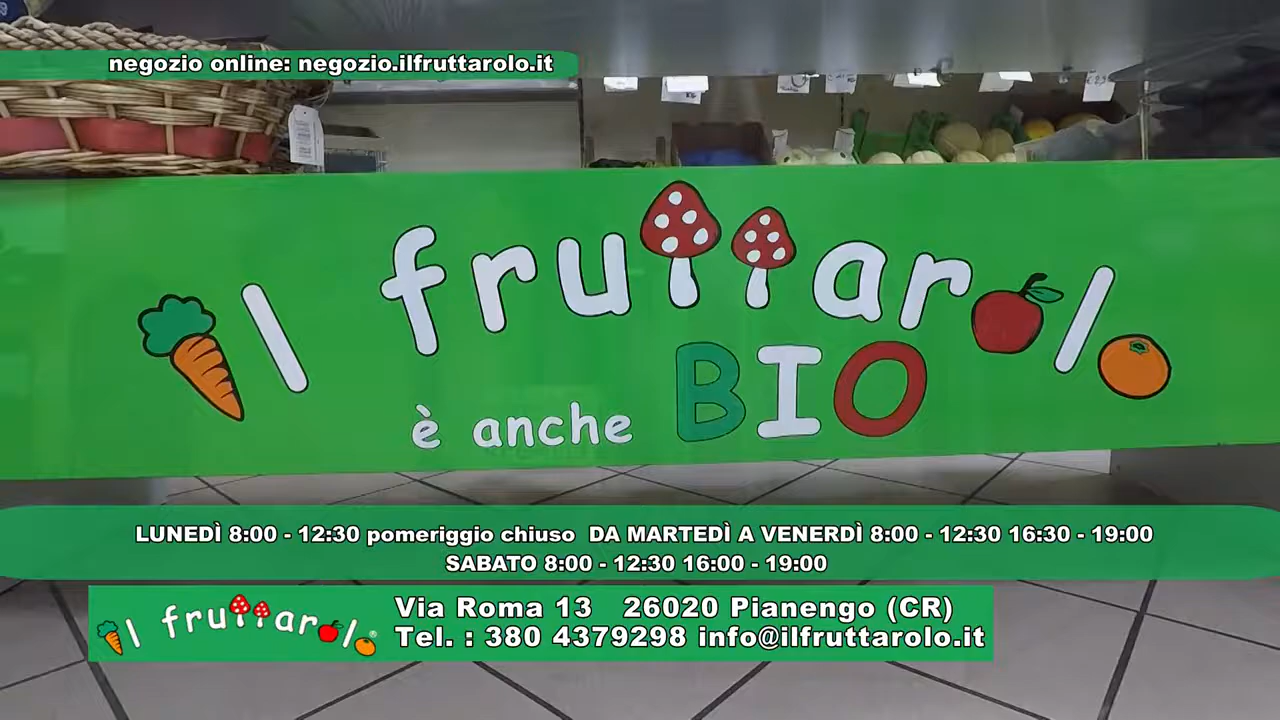 negozio online: negozio.ilfruttarolo.it
Il fruttarolo
è anche BIO
LUNEDÌ 8:00 - 12:30 pomeriggio chiuso DA MARTEDÌ A VENERDÌ 8:00 - 12:30 16:30 - 19:00
SABATO 8:00 - 12:30 16:00 - 19:00
Il fruttarolo®
Via Roma 13 26020 Pianengo (CR)
Tel. : 380 4379298 info@ilfruttarolo.it